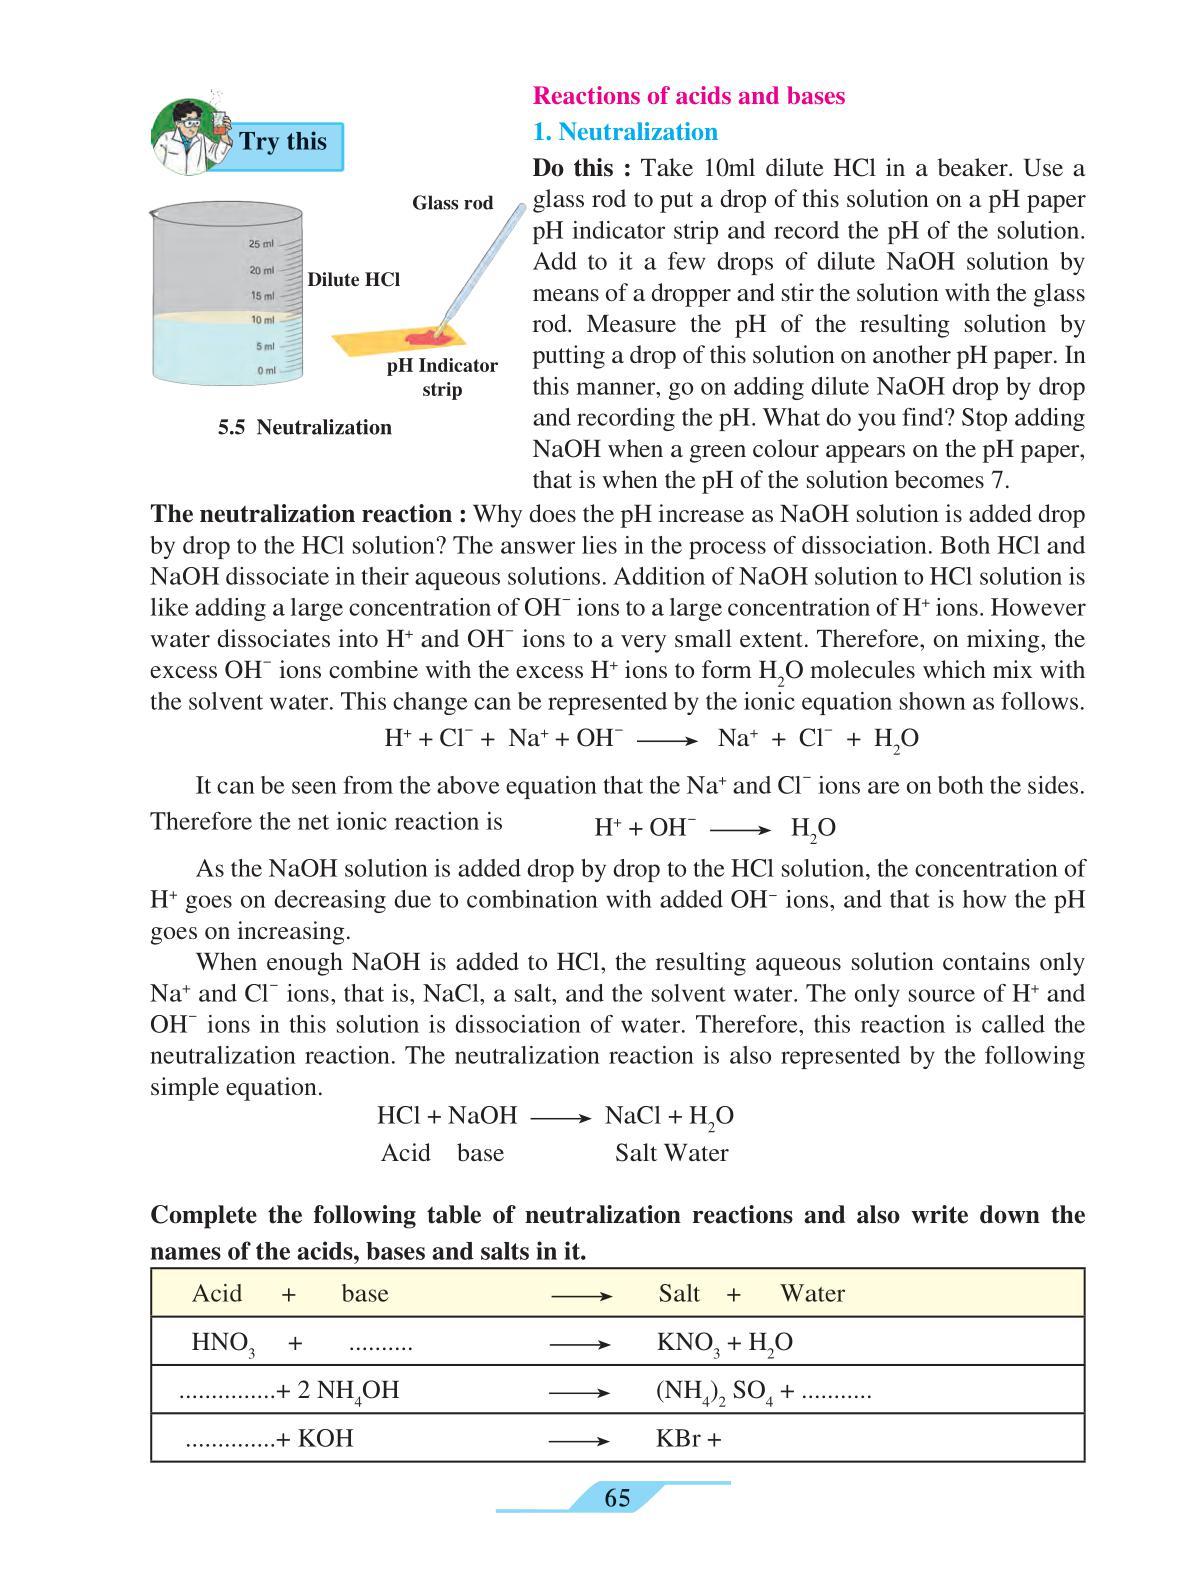 Try this
Glass rod
25 ml
20 ml
Dilute HCl
15 ml
10 ml
5 ml
0 ml
pH Indicator
strip
5.5 Neutralization
Reactions of acids and bases
1. Neutralization
Do this : Take 10ml dilute HCl in a beaker. Use a
glass rod to put a drop of this solution on a pH paper
pH indicator strip and record the pH of the solution.
Add to it a few drops of dilute NaOH solution by
means of a dropper and stir the solution with the glass
rod. Measure the pH of the resulting solution by
putting a drop of this solution on another pH paper. In
this manner, go on adding dilute NaOH drop by drop
and recording the pH. What do you find? Stop adding
NaOH when a green colour appears on the pH paper,
that is when the pH of the solution becomes 7.
The neutralization reaction : Why does the pH increase as NaOH solution is added drop
by drop to the HCl solution? The answer lies in the process of dissociation. Both HCl and
NaOH dissociate in their aqueous solutions. Addition of NaOH solution to HCl solution is
like adding a large concentration of OH⁻ ions to a large concentration of H⁺ ions. However
water dissociates into H⁺ and OH⁻ ions to a very small extent. Therefore, on mixing, the
excess OH⁻ ions combine with the excess H⁺ ions to form H₂O molecules which mix with
the solvent water. This change can be represented by the ionic equation shown as follows.
H⁺ + Cl⁻ + Na⁺ + OH⁻ ⟶ Na⁺ + Cl⁻ + H₂O
It can be seen from the above equation that the Na⁺ and Cl⁻ ions are on both the sides.
Therefore the net ionic reaction is H⁺ + OH⁻ ⟶ H₂O
As the NaOH solution is added drop by drop to the HCl solution, the concentration of
H⁺ goes on decreasing due to combination with added OH⁻ ions, and that is how the pH
goes on increasing.
When enough NaOH is added to HCl, the resulting aqueous solution contains only
Na⁺ and Cl⁻ ions, that is, NaCl, a salt, and the solvent water. The only source of H⁺ and
OH⁻ ions in this solution is dissociation of water. Therefore, this reaction is called the
neutralization reaction. The neutralization reaction is also represented by the following
simple equation.
HCl + NaOH ⟶ NaCl + H₂O
Acid base Salt Water
Complete the following table of neutralization reactions and also write down the
names of the acids, bases and salts in it.
Acid + base ⟶ Salt + Water
HNO₃ + .......... ⟶ KNO₃ + H₂O
...............+ 2 NH₄OH ⟶ (NH₄)₂ SO₄ + ...........
..............+ KOH ⟶ KBr +
65